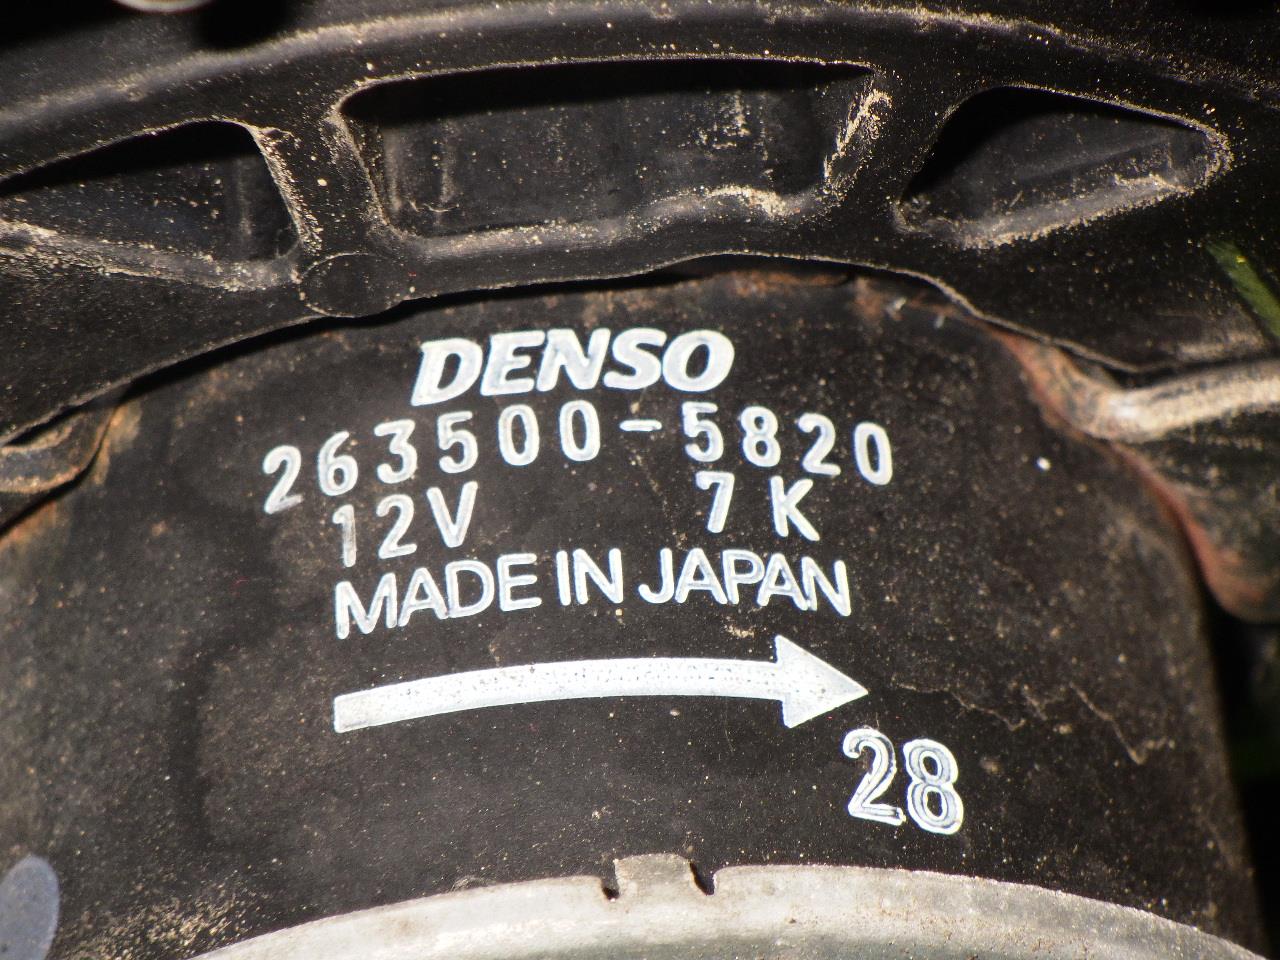 DENSO
263500-5820
12V 7K
MADE IN JAPAN
28